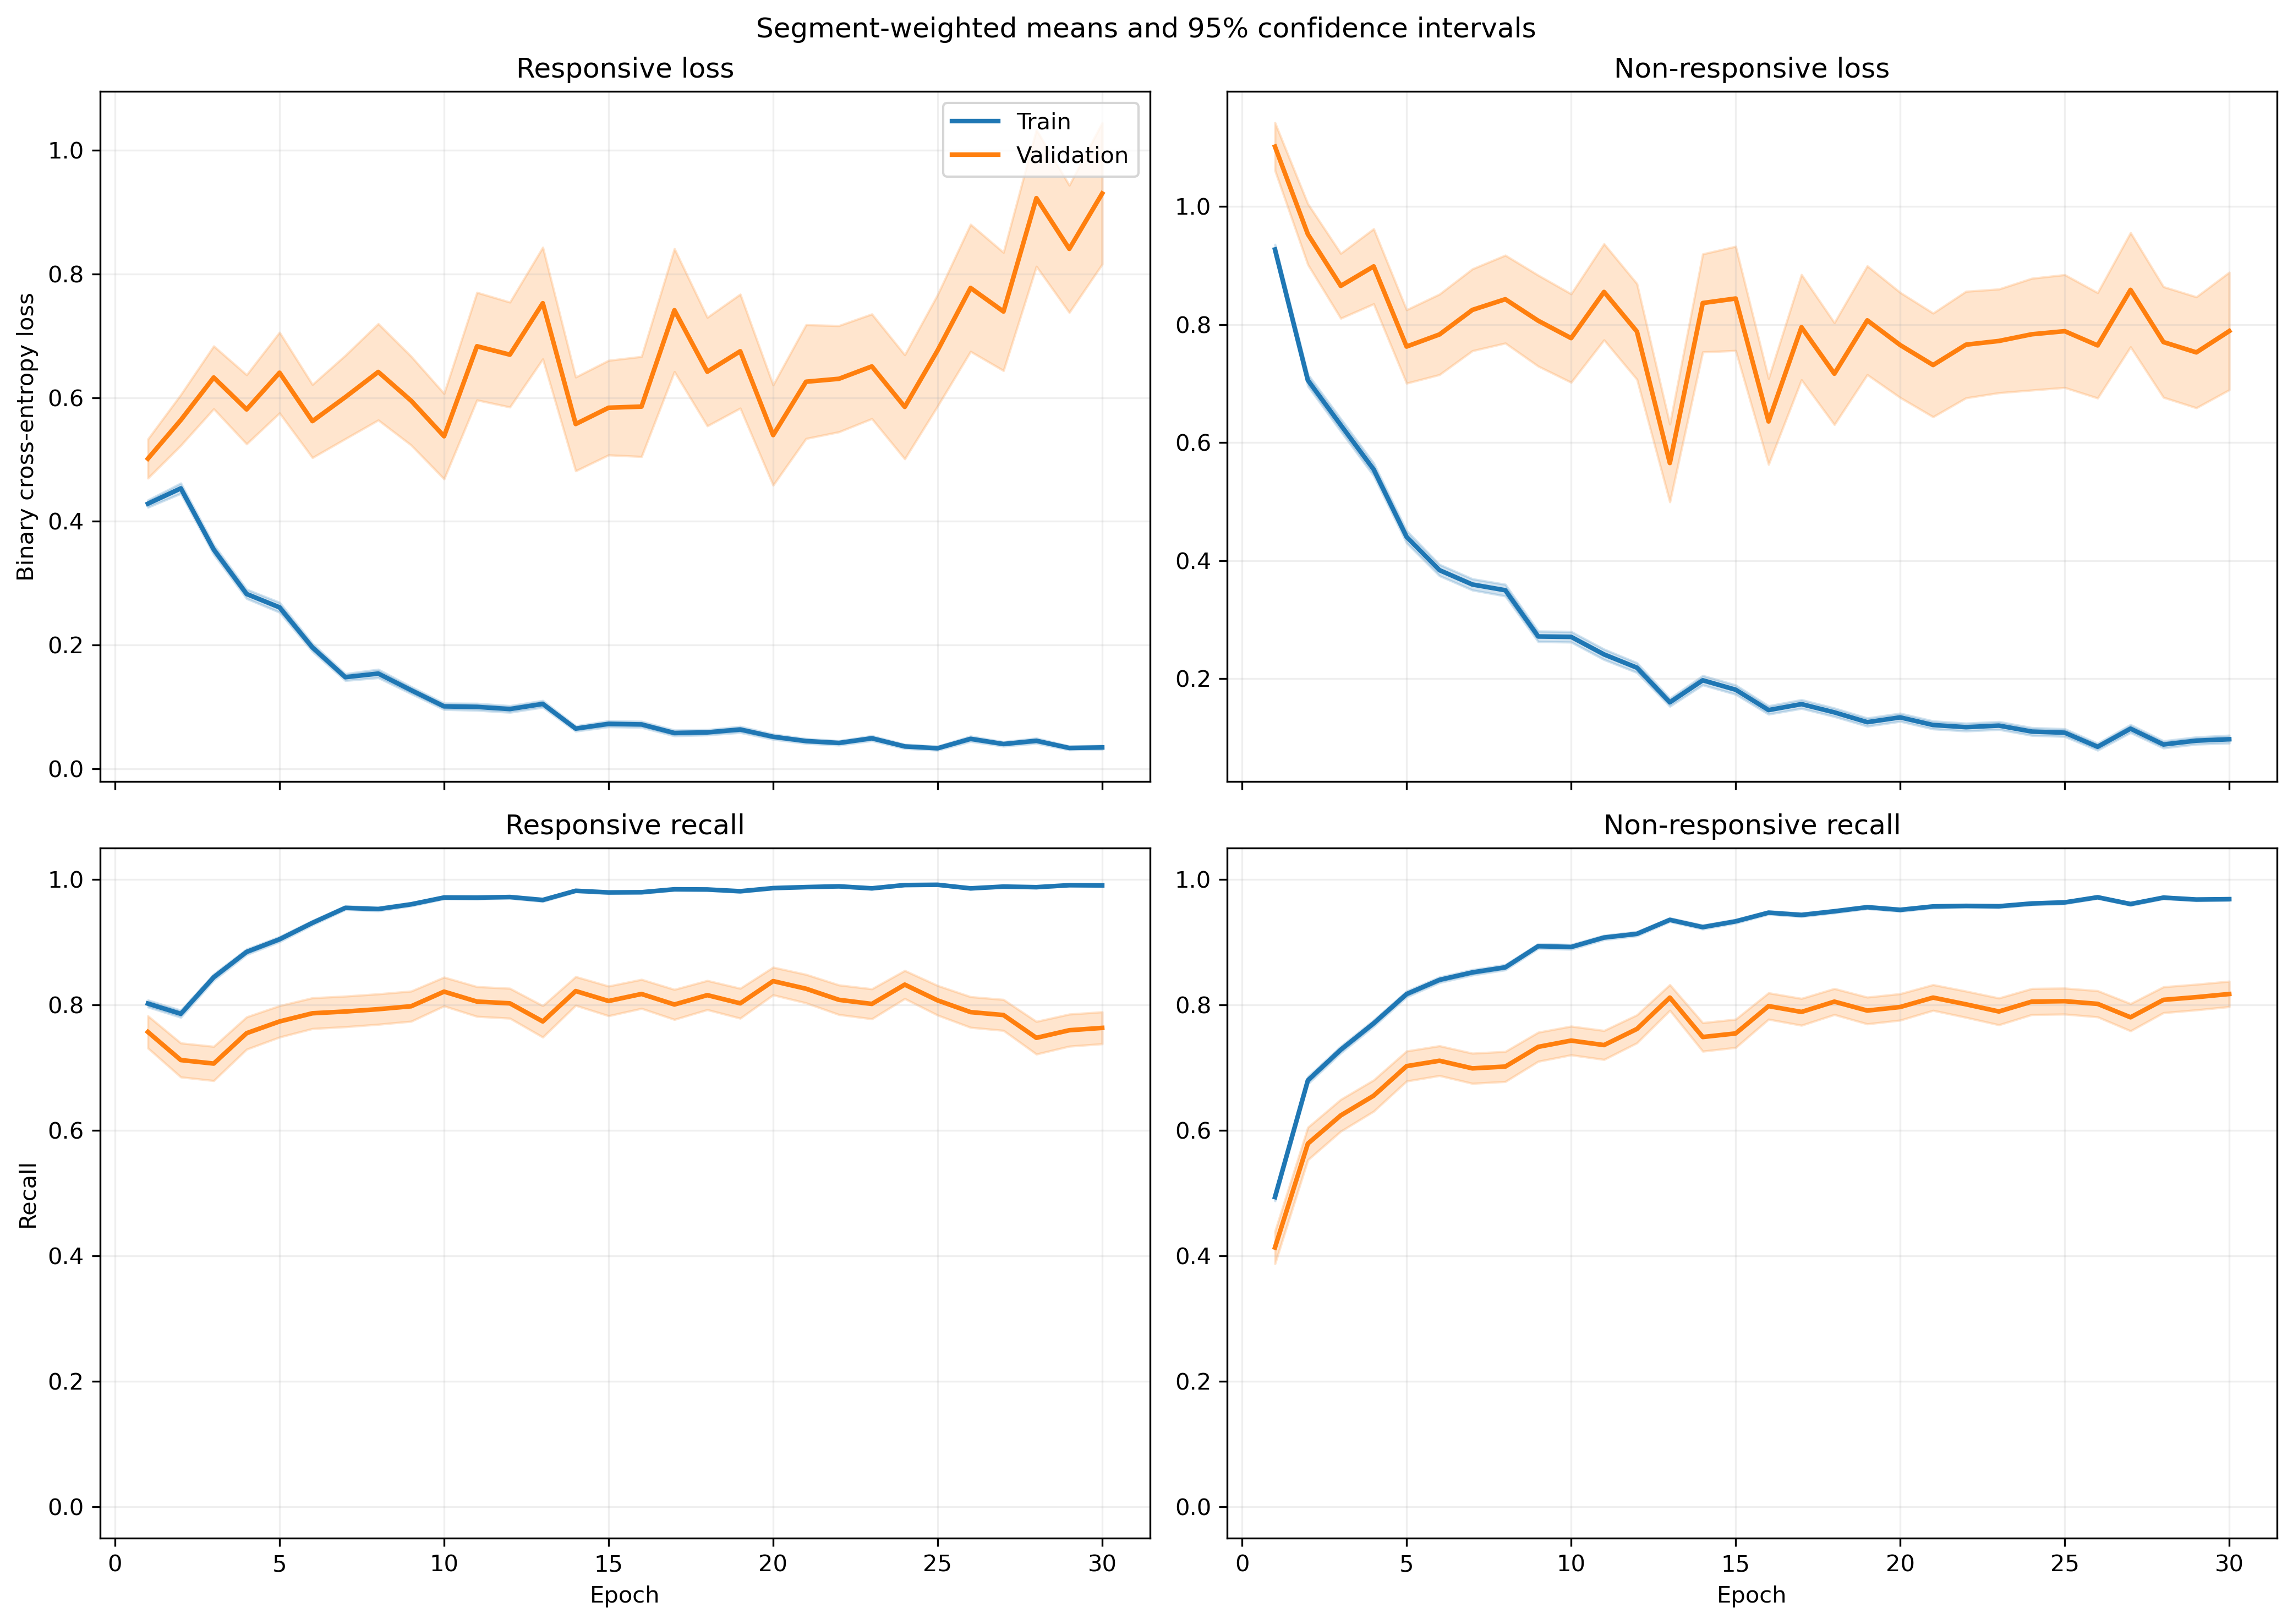 Segment-weighted means and 95% confidence intervals
Responsive loss
Non-responsive loss
Train
Validation
Binary cross-entropy loss
1.0
0.8
0.6
0.4
0.2
0.0
1.0
0.8
0.6
0.4
0.2
Responsive recall
Non-responsive recall
Recall
1.0
0.8
0.6
0.4
0.2
0.0
0 5 10 15 20 25 30
Epoch
1.0
0.8
0.6
0.4
0.2
0.0
0 5 10 15 20 25 30
Epoch